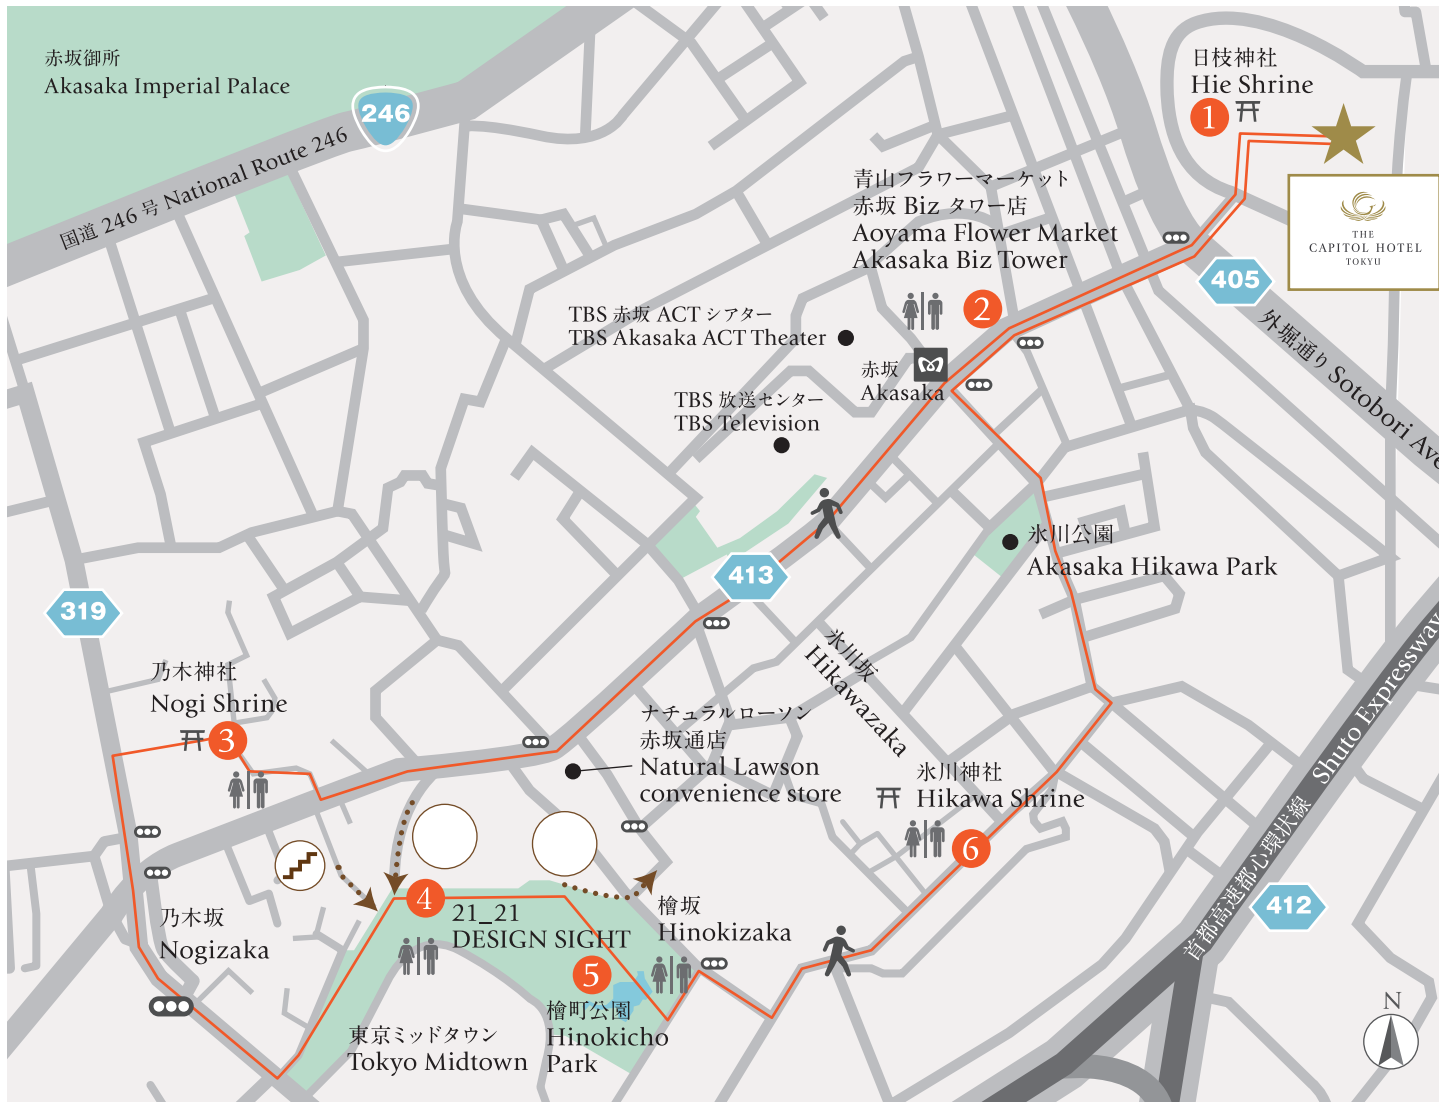 赤坂御所
Akasaka Imperial Palace
246
国道 246 号 National Route 246
日枝神社
Hie Shrine
1
THE
CAPITOL HOTEL
TOKYU
青山フラワーマーケット
赤坂 Biz タワー店
Aoyama Flower Market
Akasaka Biz Tower
2
405
外堀通り Sotobori Ave
TBS 赤坂 ACT シアター
TBS Akasaka ACT Theater
赤坂
Akasaka
TBS 放送センター
TBS Television
氷川公園
Akasaka Hikawa Park
413
319
氷川坂
Hikawazaka
乃木神社
Nogi Shrine
3
ナチュラルローソン
赤坂通店
Natural Lawson
convenience store
氷川神社
Hikawa Shrine
6
首都高速都心環状線 Shuto Expressway
412
4
21_21
DESIGN SIGHT
檜坂
Hinokizaka
乃木坂
Nogizaka
5
檜町公園
Hinokicho
Park
東京ミッドタウン
Tokyo Midtown
N